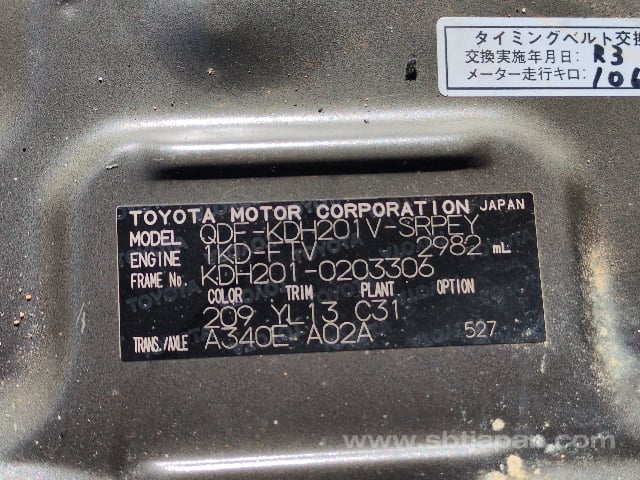 タイミングベルト交換
交換実施年月日: R3
メーター走行キロ: 10
TOYOTA MOTOR CORPORATION JAPAN
MODEL QDF-KDH201V-SRPEY
ENGINE 1KD-FTV 2982 mL
FRAME No. KDH201-0203306
COLOR TRIM PLANT OPTION
209 YL13 C31
TRANS./AXLE A340E A02A 527
www.sbtjapan.com